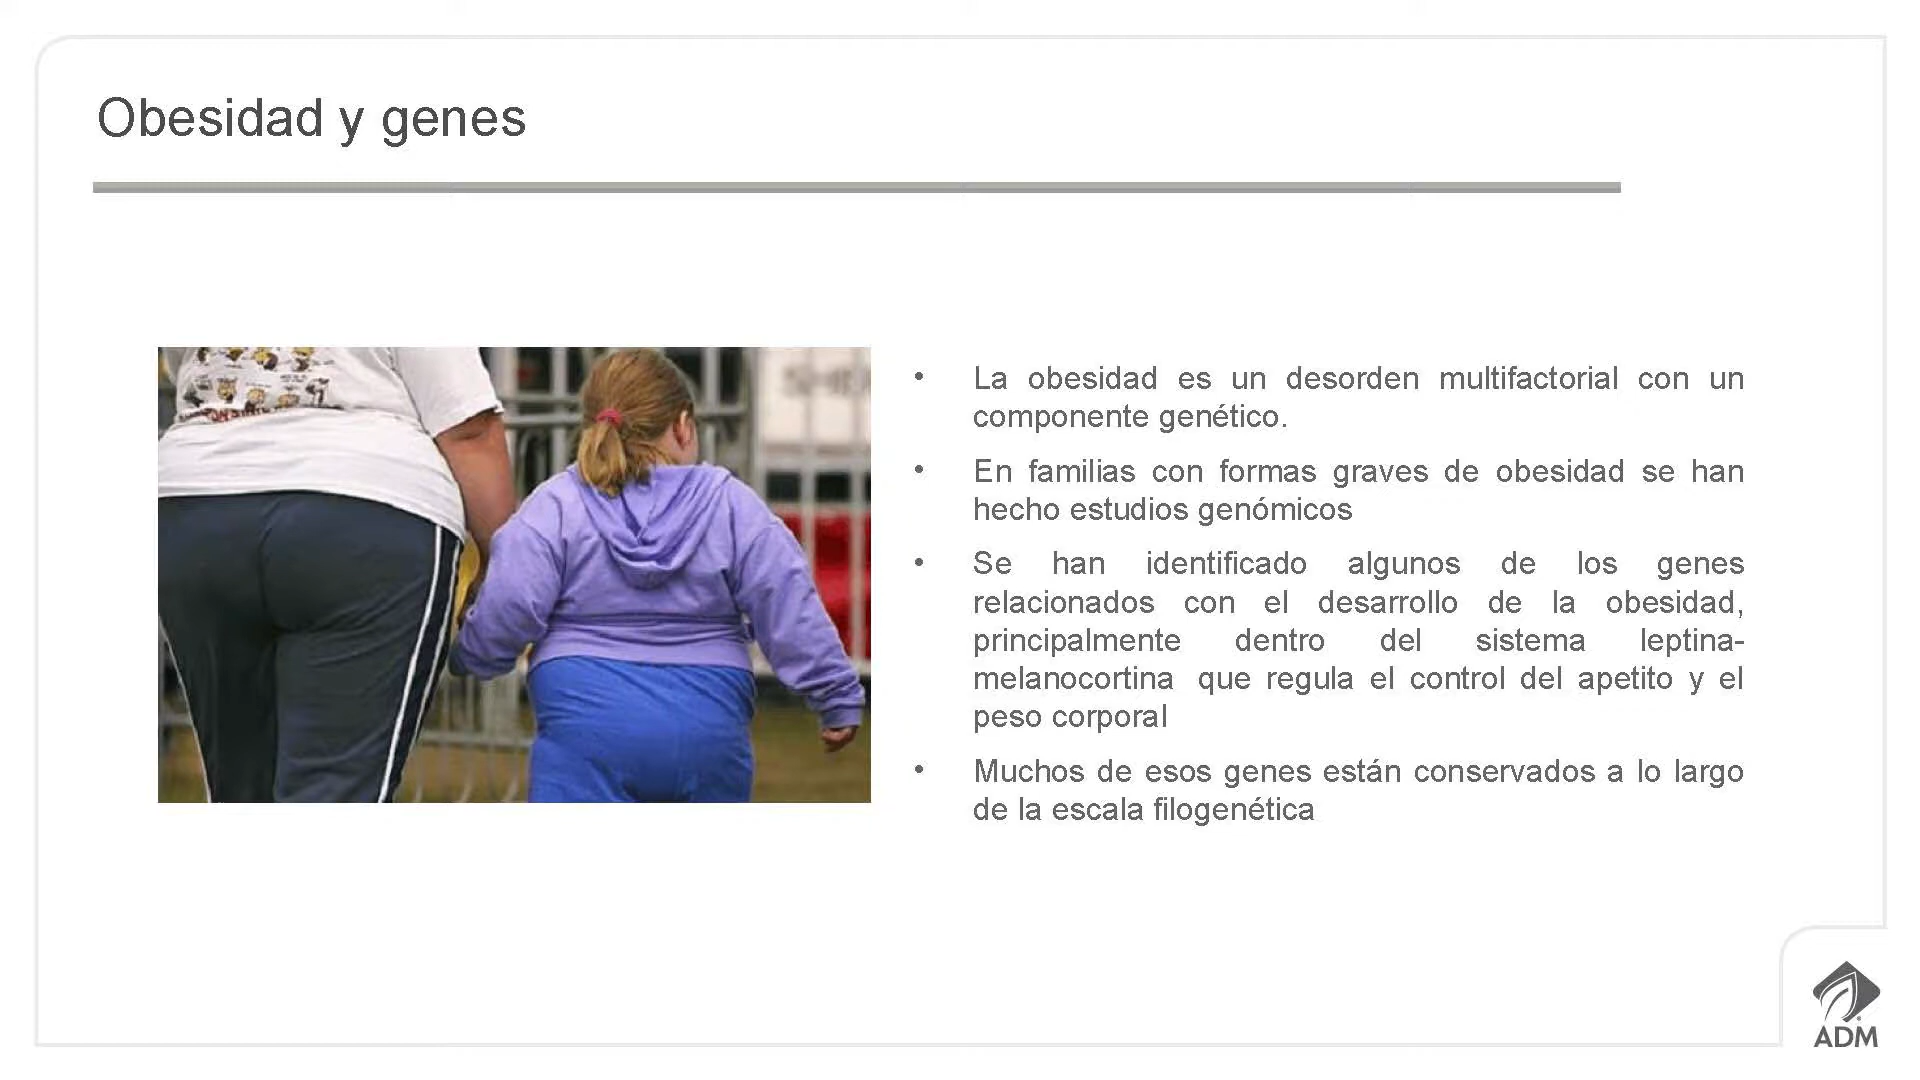 Obesidad y genes
• La obesidad es un desorden multifactorial con un
componente genético.
• En familias con formas graves de obesidad se han
hecho estudios genómicos
• Se han identificado algunos de los genes
relacionados con el desarrollo de la obesidad,
principalmente dentro del sistema leptina-
melanocortina que regula el control del apetito y el
peso corporal
• Muchos de esos genes están conservados a lo largo
de la escala filogenética
ADM